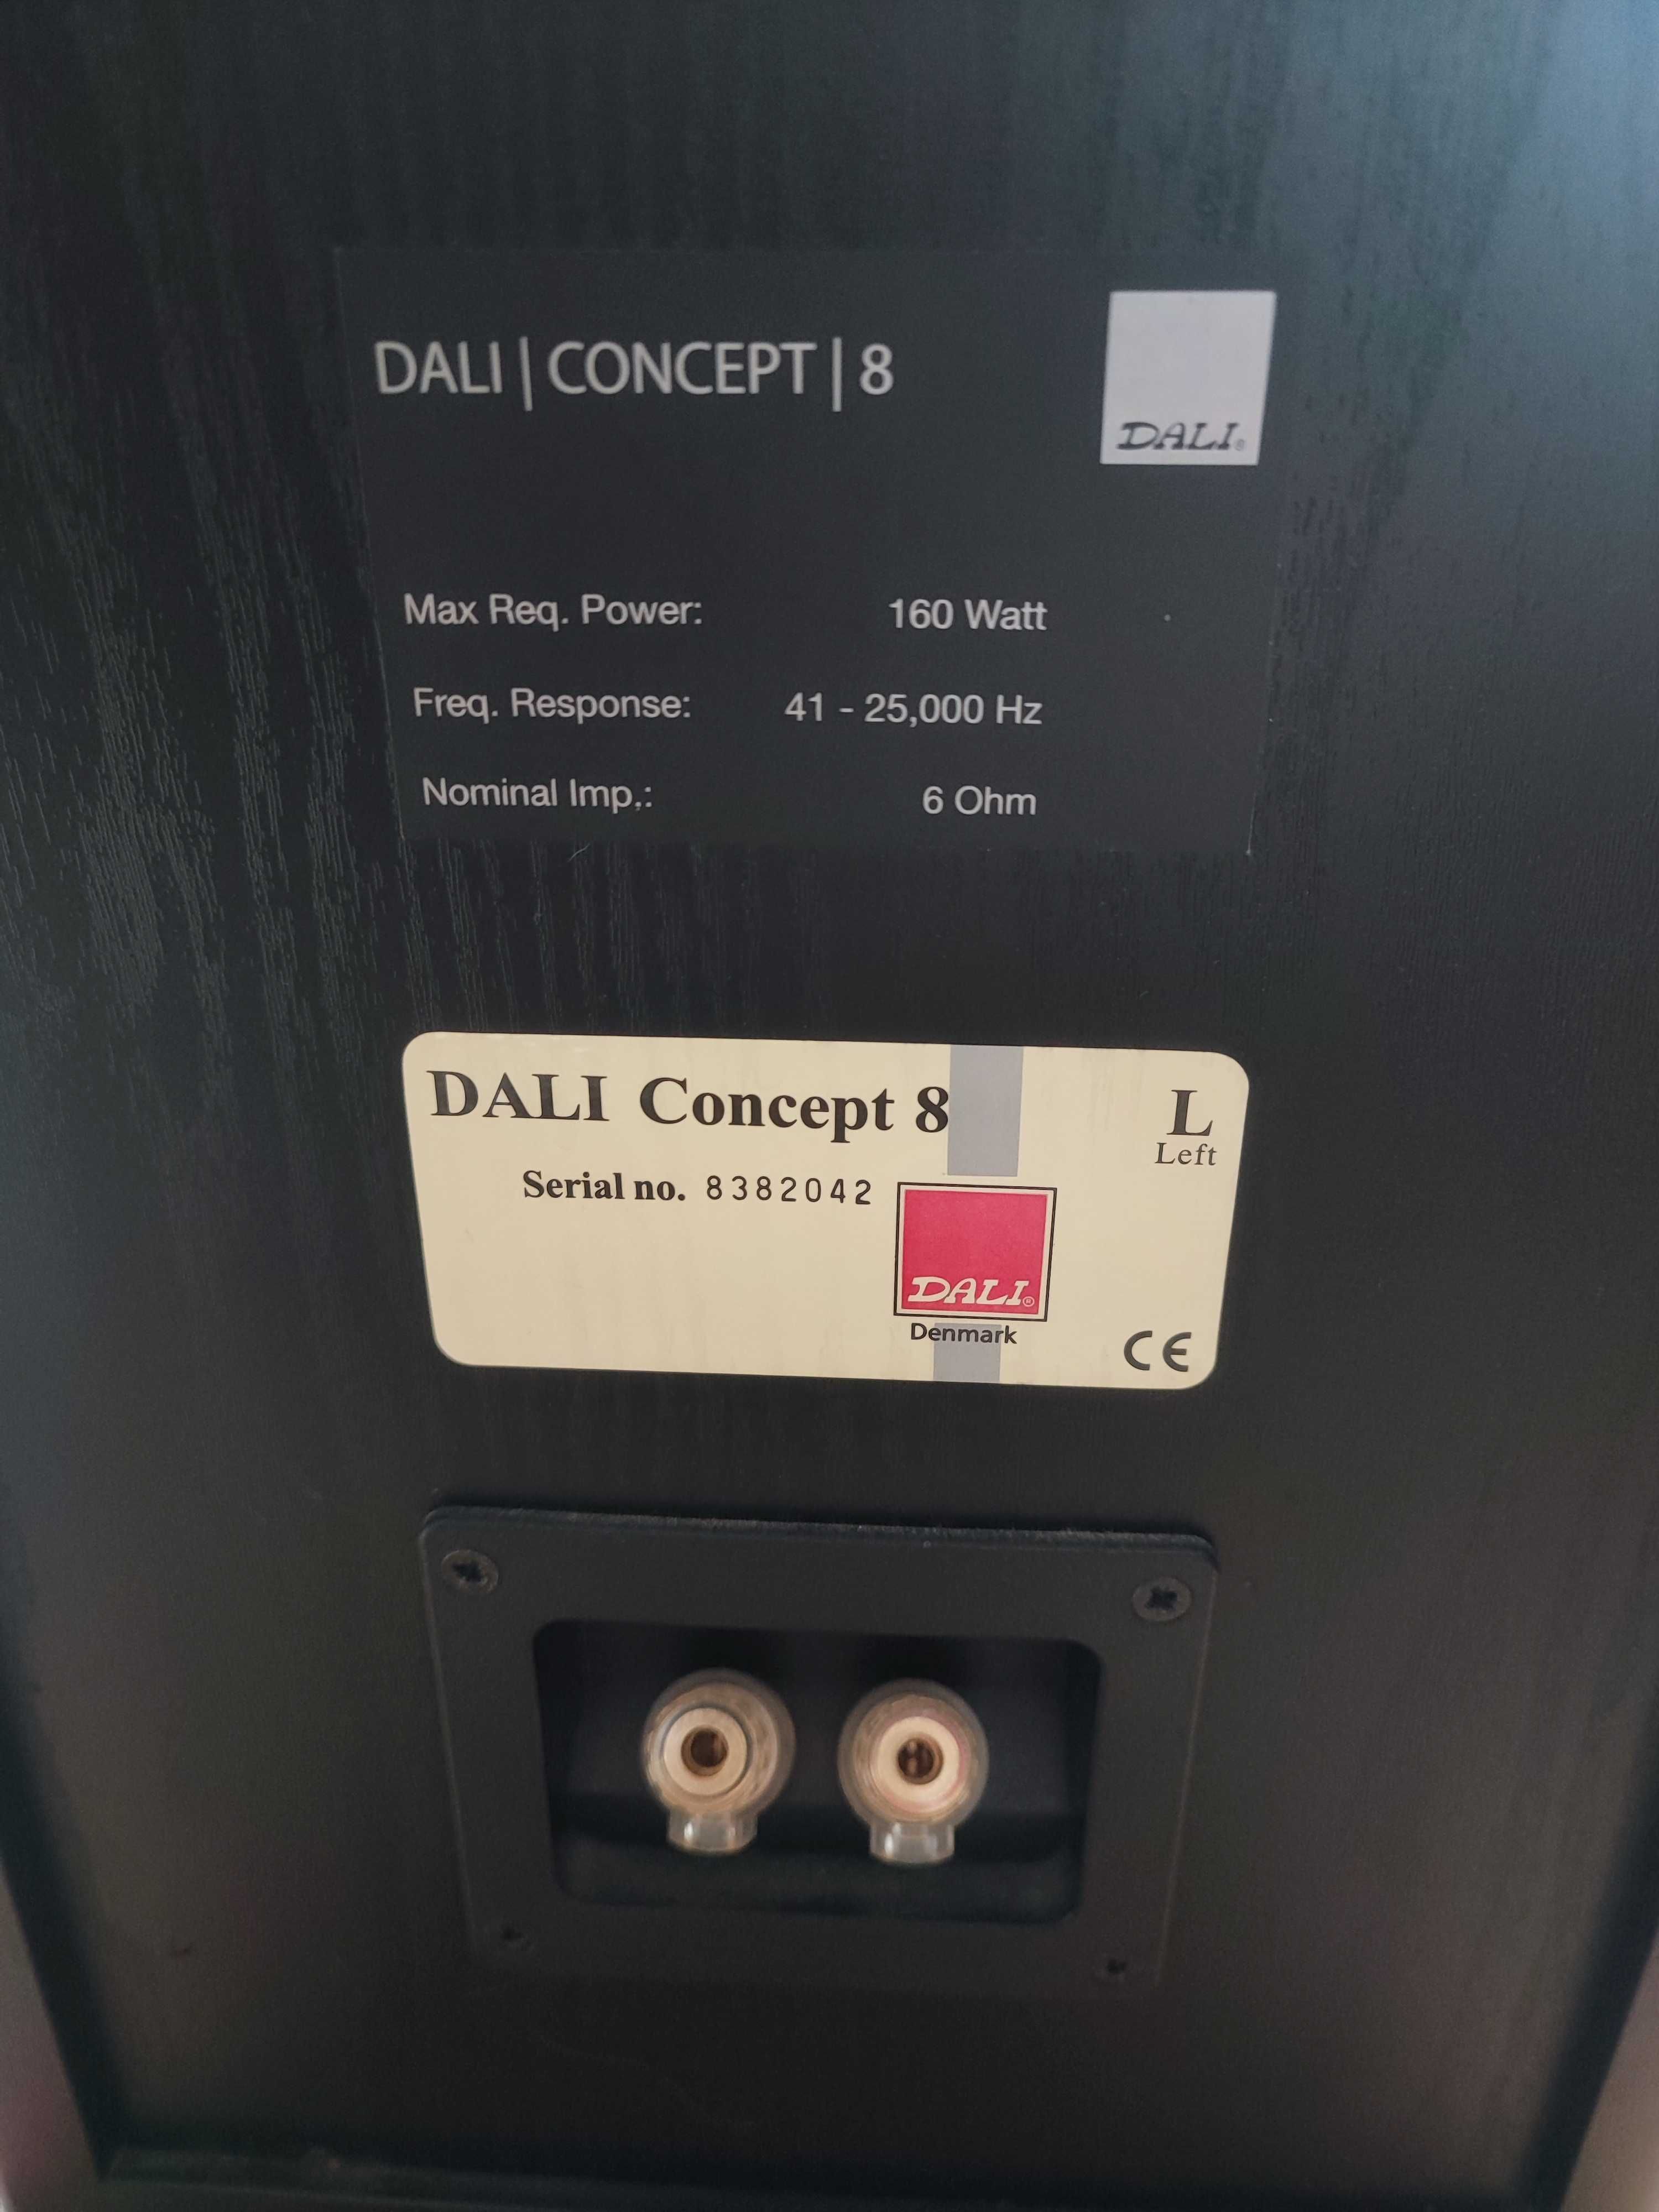 DALI | CONCEPT | 8
DALI®
Max Req. Power: 160 Watt
Freq. Response: 41 - 25,000 Hz
Nominal Imp.: 6 Ohm
DALI Concept 8
L
Left
Serial no. 8382042
DALI®
Denmark
CE